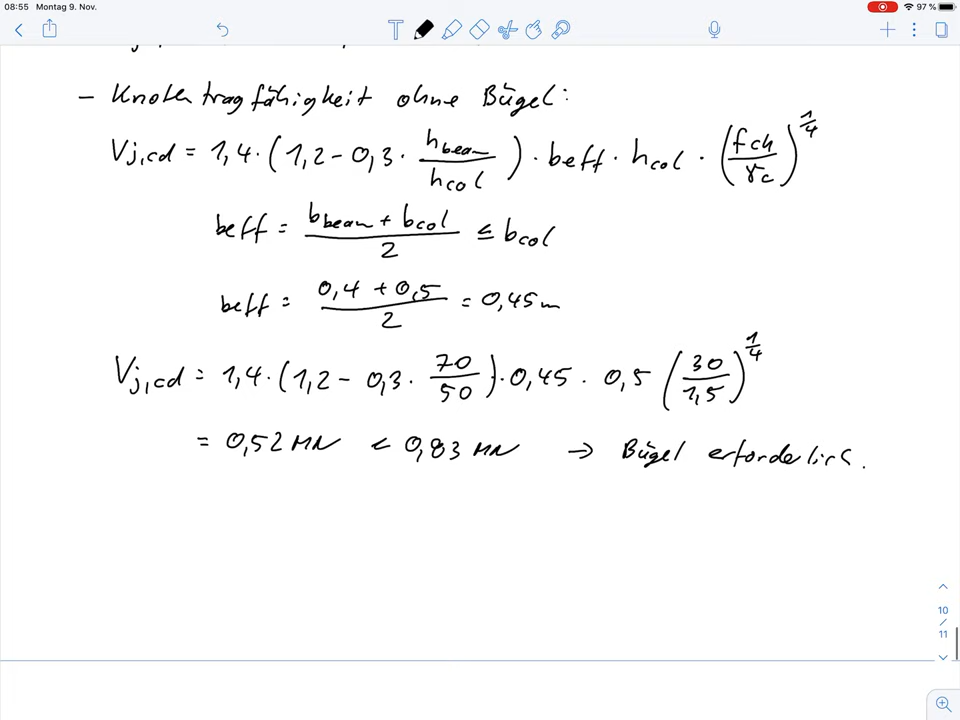 08:55 Montag 9. Nov. 97 %
T
- Knotentragfähigkeit ohne Bügel:
Vj,cd = 1,4 · (1,2 - 0,3 · hbeam/hcol) · beff · hcol · (fck/γc)^1/4
beff = (bbeam + bcol)/2 ≤ bcol
beff = (0,4 + 0,5)/2 = 0,45 m
Vj,cd = 1,4 · (1,2 - 0,3 · 70/50) · 0,45 · 0,5 (30/1,5)^1/4
= 0,52 MN < 0,83 MN → Bügel erforderlich.
10
/
11